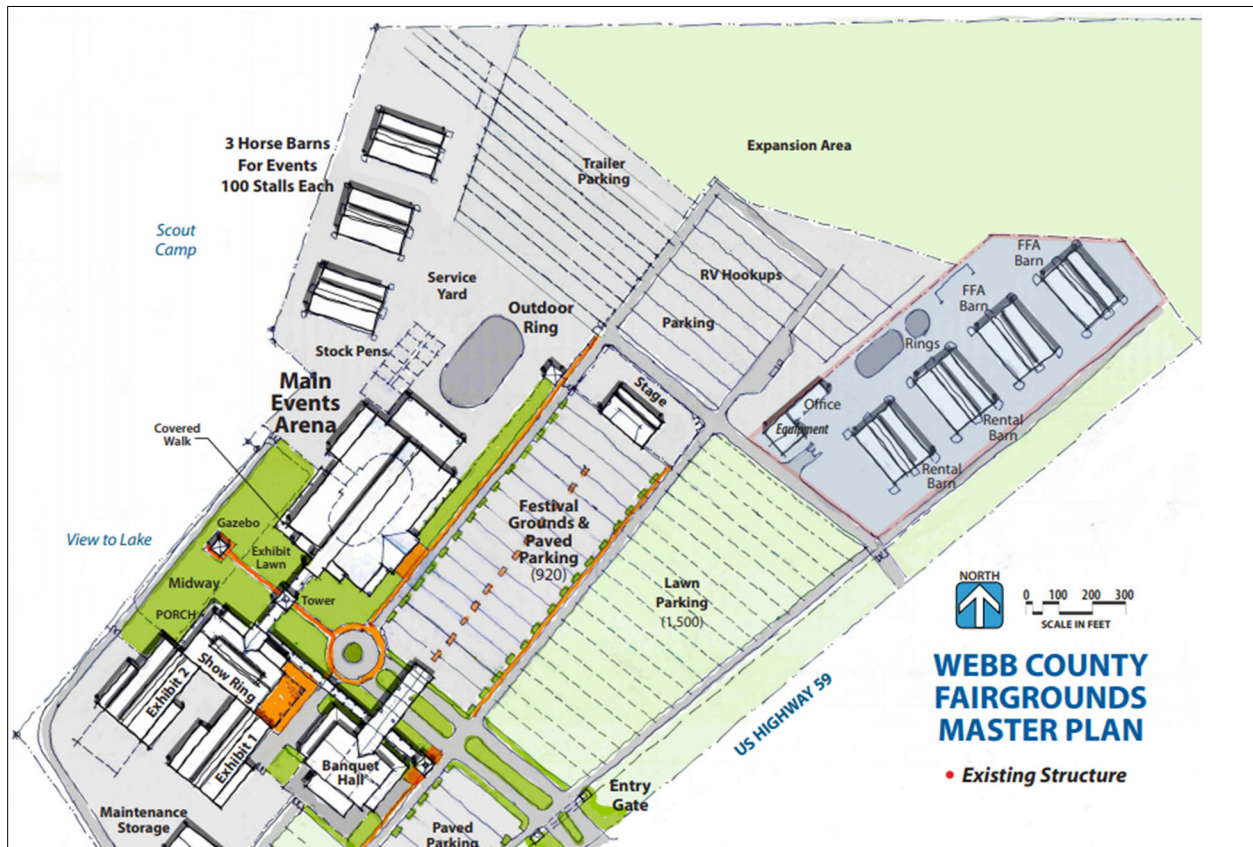 3 Horse Barns
For Events
100 Stalls Each
Trailer
Parking
Expansion Area
Scout
Camp
Service
Yard
Outdoor
Ring
RV Hookups
Parking
FFA
Barn
FFA
Barn
Rings
Stock Pens
Main
Events
Arena
Stage
Office
Equipment
Rental
Barn
Rental
Barn
Covered
Walk
View to Lake
Gazebo
Exhibit
Lawn
Midway
Tower
PORCH
Festival
Grounds &
Paved
Parking
(920)
Lawn
Parking
(1,500)
NORTH
0 100 200 300
SCALE IN FEET
WEBB COUNTY
FAIRGROUNDS
MASTER PLAN
• Existing Structure
US HIGHWAY 59
Show Ring
Exhibit 2
Exhibit 1
Banquet
Hall
Entry
Gate
Maintenance
Storage
Paved
Parking